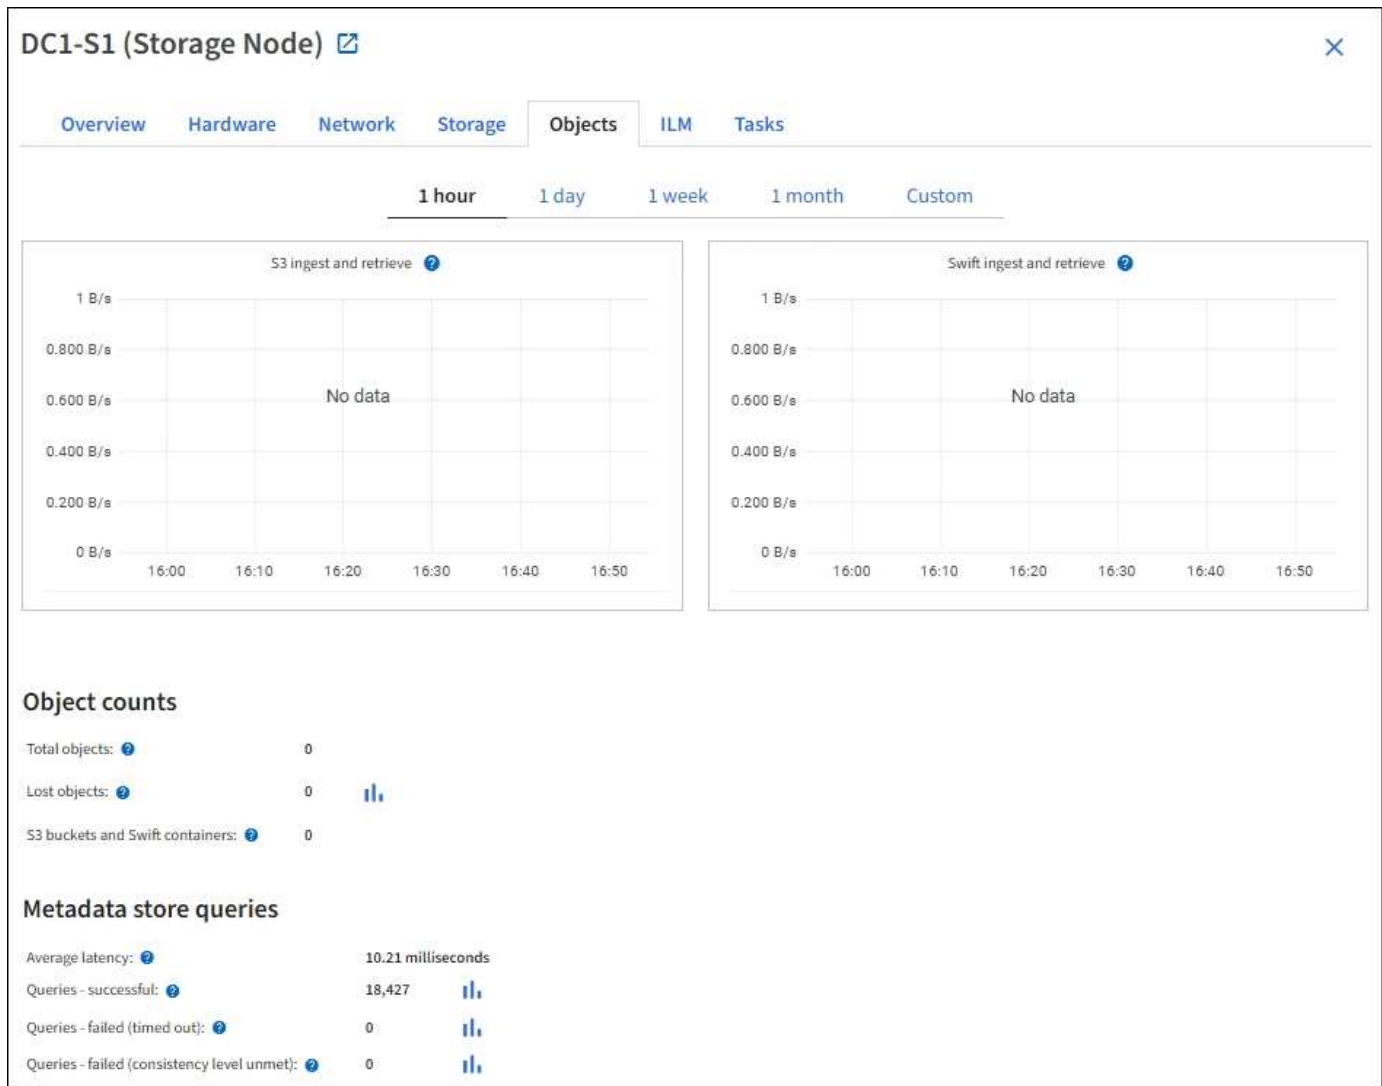 DC1-S1 (Storage Node)
Overview Hardware Network Storage Objects ILM Tasks
1 hour 1 day 1 week 1 month Custom
S3 ingest and retrieve
1 B/s
0.800 B/s
0.600 B/s
0.400 B/s
0.200 B/s
0 B/s
No data
16:00 16:10 16:20 16:30 16:40 16:50
Swift ingest and retrieve
1 B/s
0.800 B/s
0.600 B/s
0.400 B/s
0.200 B/s
0 B/s
No data
16:00 16:10 16:20 16:30 16:40 16:50
Object counts
Total objects: 0
Lost objects: 0
S3 buckets and Swift containers: 0
Metadata store queries
Average latency: 10.21 milliseconds
Queries - successful: 18,427
Queries - failed (timed out): 0
Queries - failed (consistency level unmet): 0